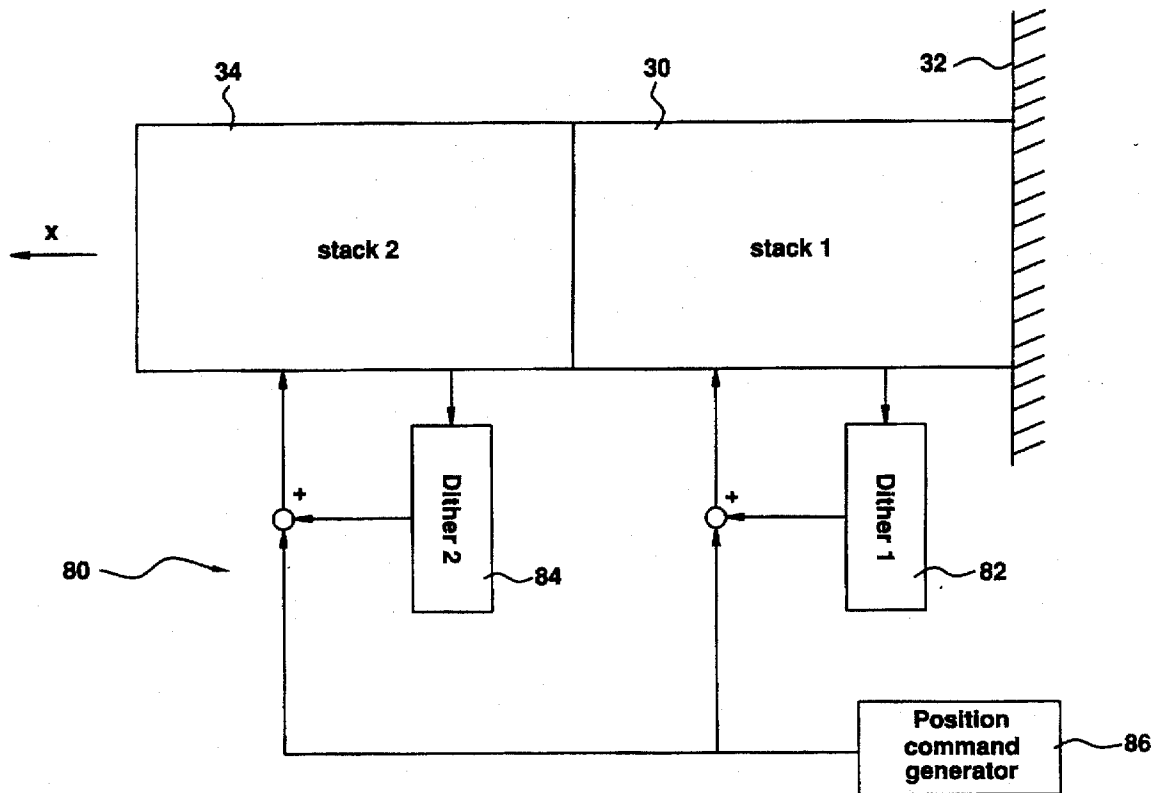 34
30
32
x
stack 2
stack 1
+
+
Dither 2
Dither 1
80
84
82
Position
command
generator
86